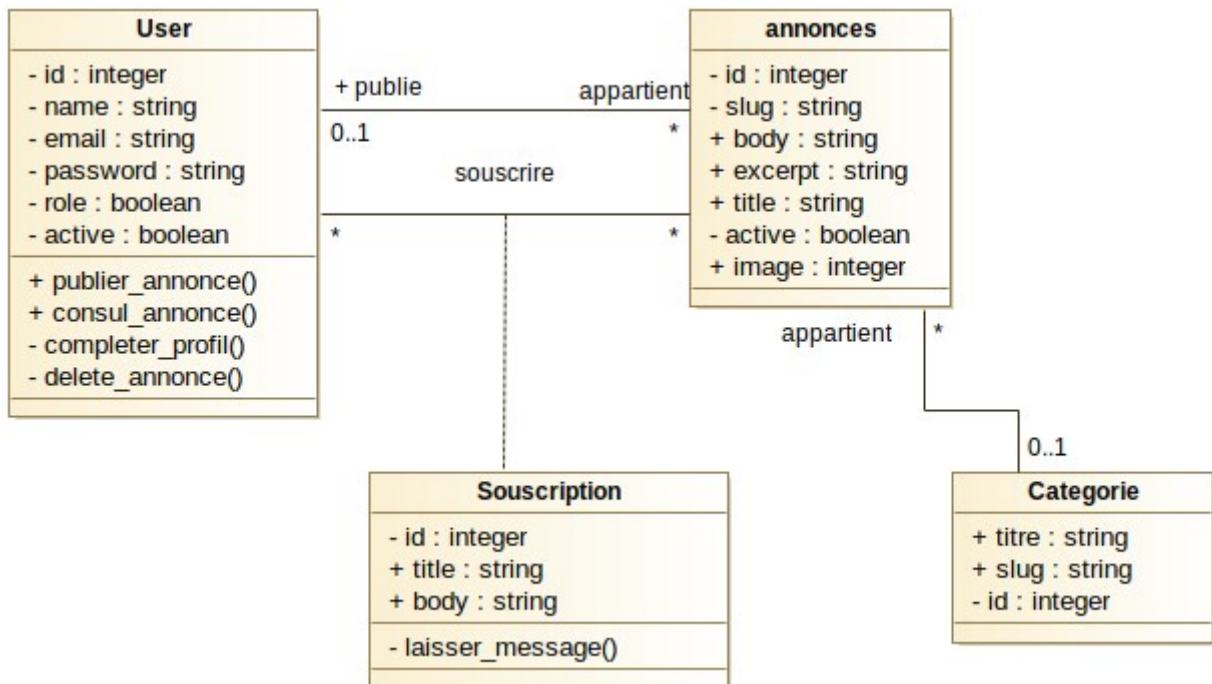 User
- id : integer
- name : string
- email : string
- password : string
- role : boolean
- active : boolean
+ publier_annonce()
+ consul_annonce()
- completer_profil()
- delete_annonce()
+ publie
appartient
0..1
*
souscrire
*
*
annonces
- id : integer
- slug : string
+ body : string
+ excerpt : string
+ title : string
- active : boolean
+ image : integer
appartient
*
0..1
Souscription
- id : integer
+ title : string
+ body : string
- laisser_message()
Categorie
+ titre : string
+ slug : string
- id : integer